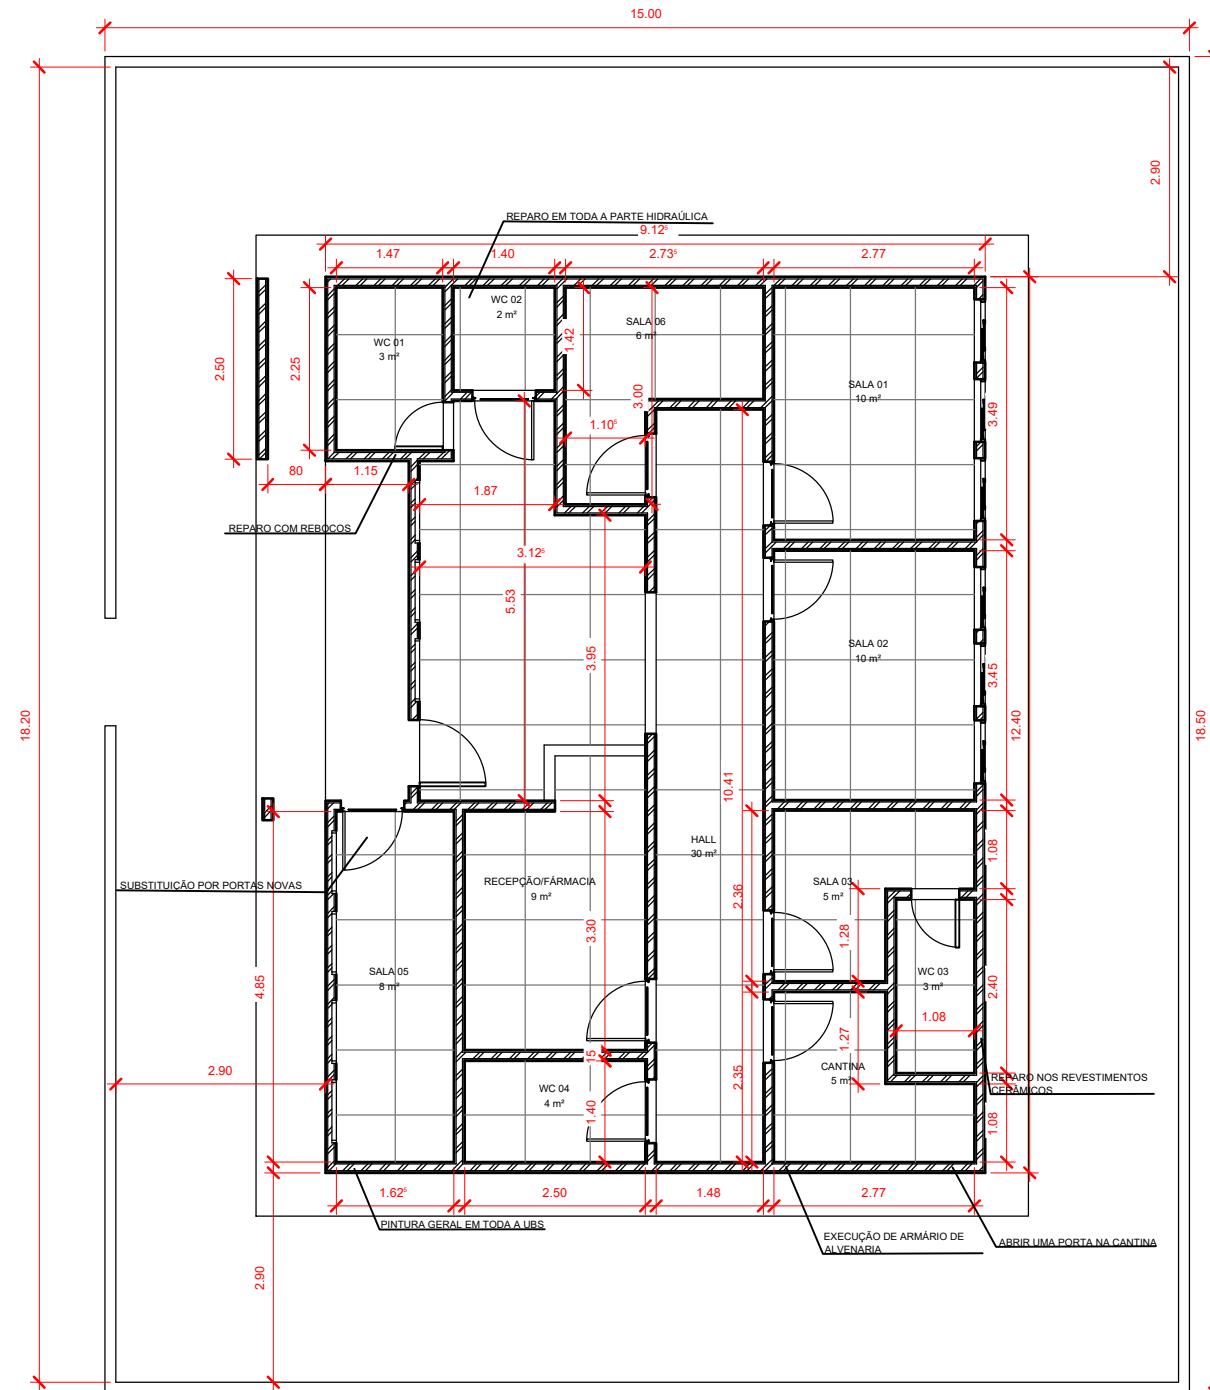 15.00
2.90
REPARO EM TODA A PARTE HIDRAÚLICA
9.12⁵
1.47
1.40
2.73⁵
2.77
WC 02
2 m²
SALA 06
6 m²
WC 01
3 m²
1.42
2.50
2.25
3.00
SALA 01
10 m²
3.49
1.10⁵
80
1.15
1.87
REPARO COM REBOCOS
3.12⁵
5.53
3.95
SALA 02
10 m²
3.45
12.40
18.20
18.50
10.41
HALL
30 m²
1.08
SUBSTITUIÇÃO POR PORTAS NOVAS
RECEPÇÃO/FÁRMACIA
9 m²
SALA 03
5 m²
2.36
3.30
1.28
SALA 05
8 m²
WC 03
3 m²
4.85
2.40
1.08
15
1.27
2.90
2.35
CANTINA
5 m²
REPARO NOS REVESTIMENTOS
CERÂMICOS
WC 04
4 m²
1.40
1.08
1.62⁵
2.50
1.48
2.77
PINTURA GERAL EM TODA A UBS
EXECUÇÃO DE ARMÁRIO DE
ALVENARIA
ABRIR UMA PORTA NA CANTINA
2.90